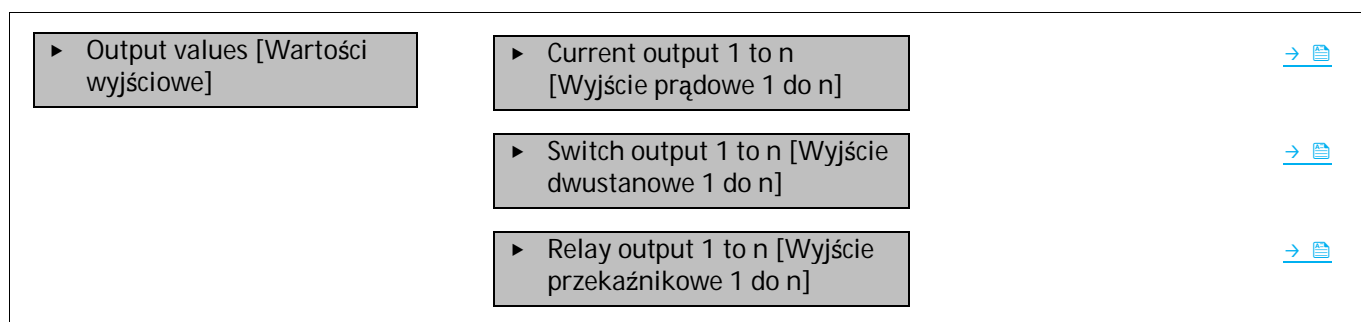 ▸ Output values [Wartości
wyjściowe]
▸ Current output 1 to n
[Wyjście prądowe 1 do n]
→ 🖹
▸ Switch output 1 to n [Wyjście
dwustanowe 1 do n]
→ 🖹
▸ Relay output 1 to n [Wyjście
przekaźnikowe 1 do n]
→ 🖹